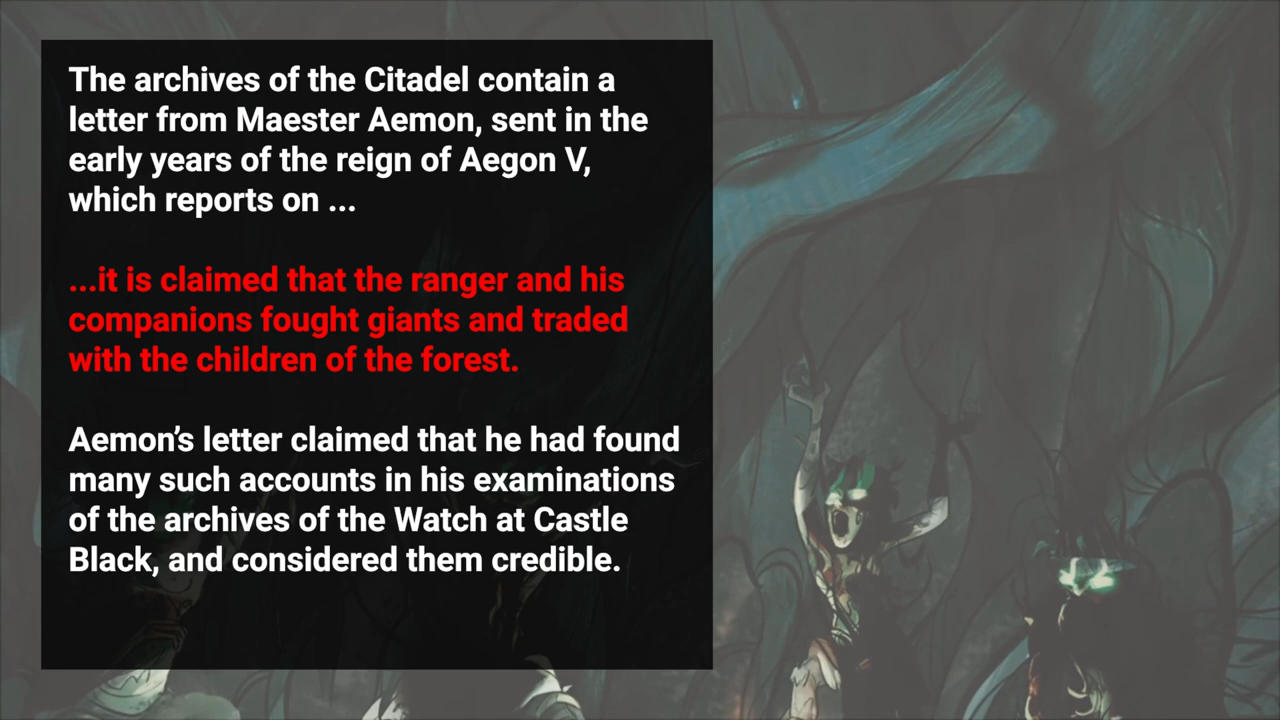 The archives of the Citadel contain a
letter from Maester Aemon, sent in the
early years of the reign of Aegon V,
which reports on ...
...it is claimed that the ranger and his
companions fought giants and traded
with the children of the forest.
Aemon’s letter claimed that he had found
many such accounts in his examinations
of the archives of the Watch at Castle
Black, and considered them credible.